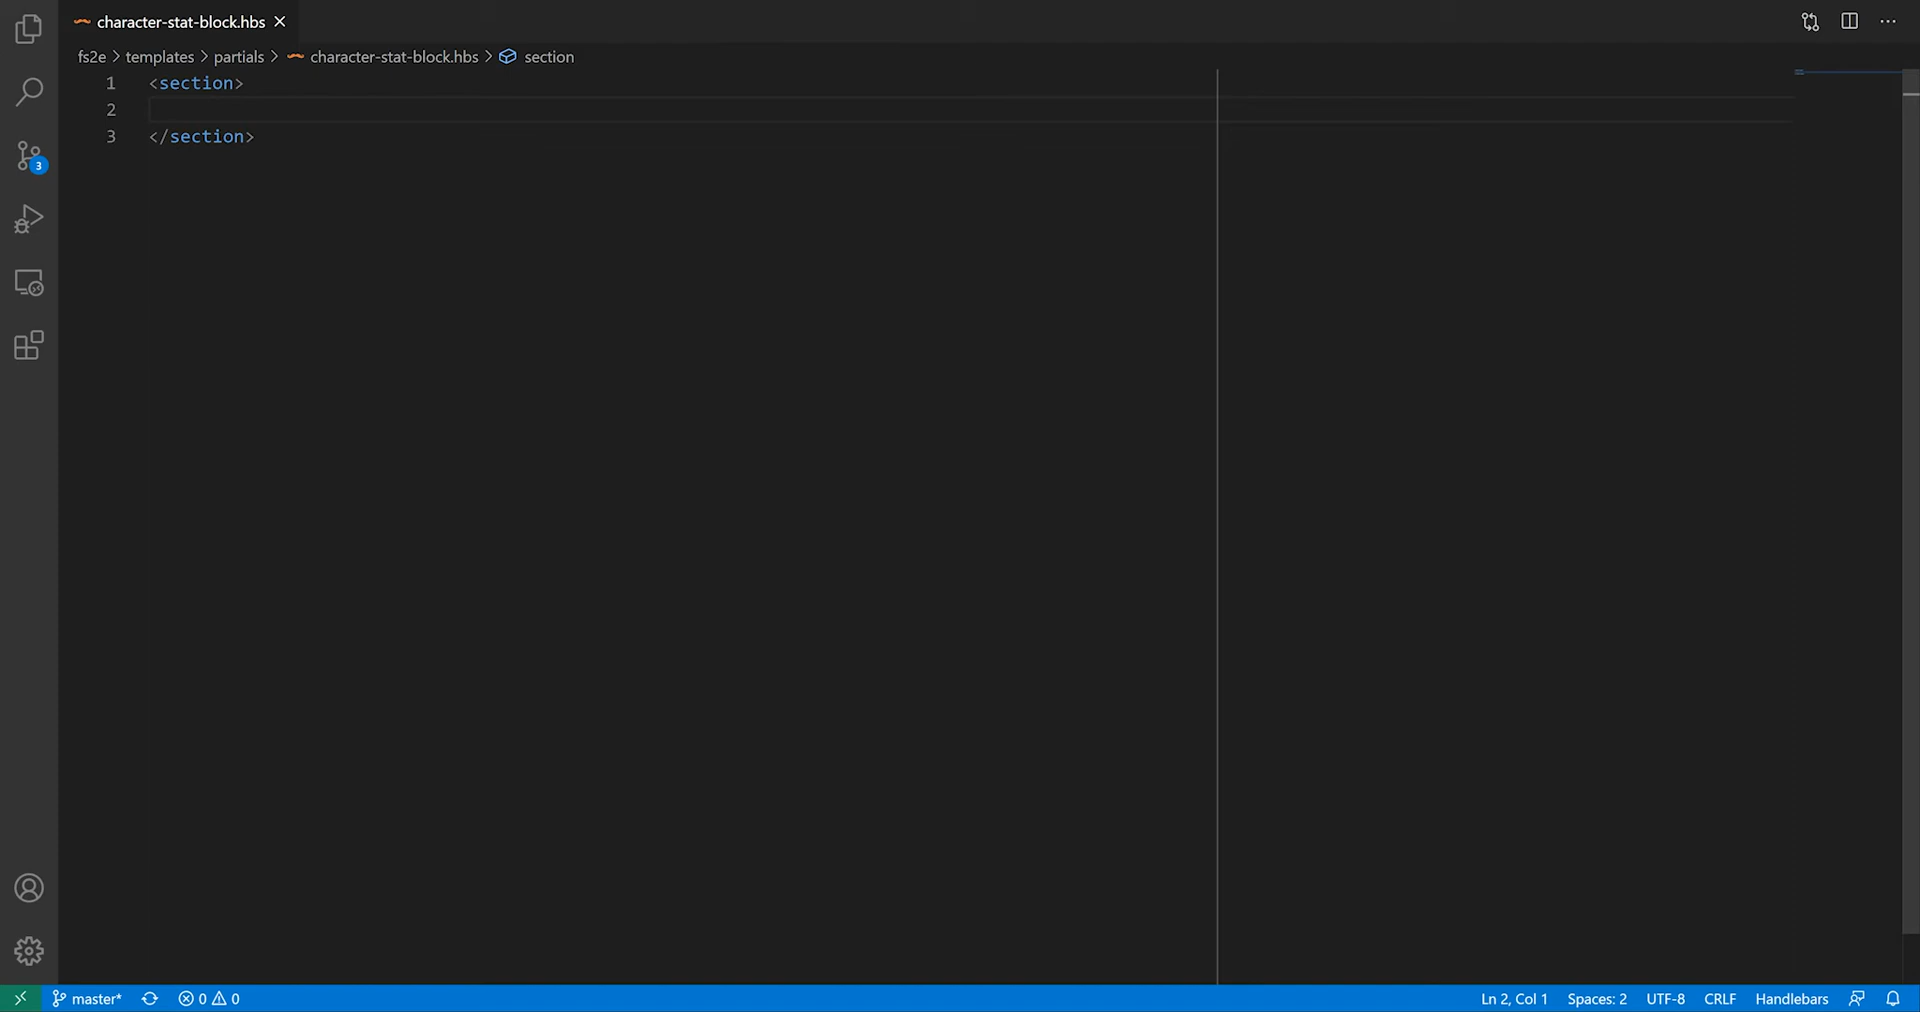 character-stat-block.hbs
fs2e > templates > partials > character-stat-block.hbs > section
1 <section>
2
3 </section>
3
master* 0 0 Ln 2, Col 1 Spaces: 2 UTF-8 CRLF Handlebars